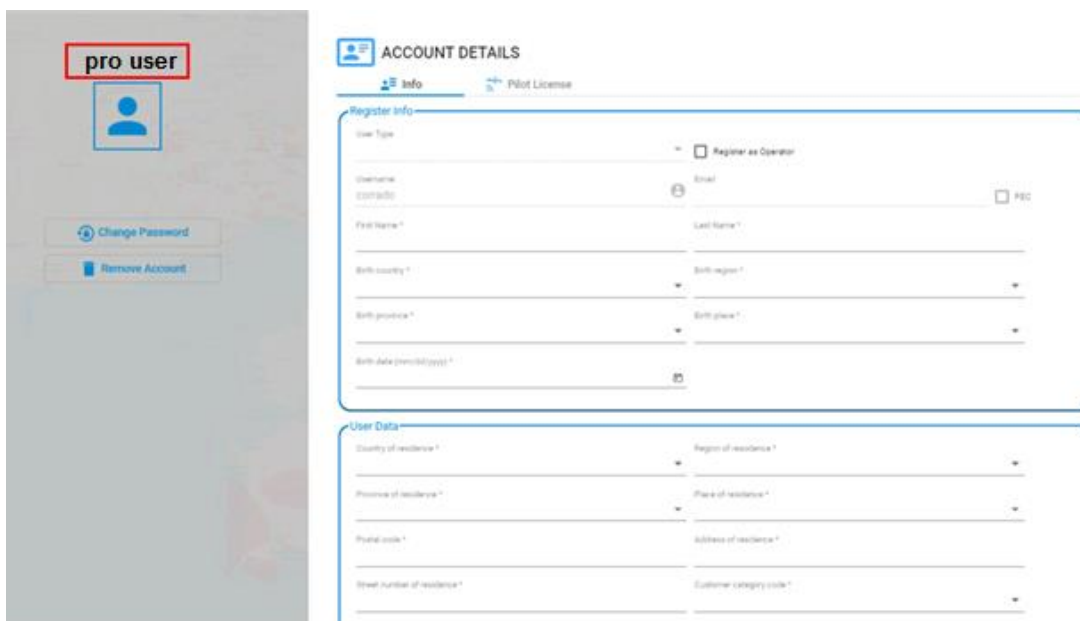 pro user
Change Password
Remove Account
ACCOUNT DETAILS
Info Pilot License
Register Info
User Type
Register as Operator
Username Email
corrado PEC
First Name * Last Name *
Birth country * Birth region *
Birth province * Birth place *
Birth date (mm/dd/yyyy) *
User Data
Country of residence * Region of residence *
Province of residence * Place of residence *
Postal code * Address of residence *
Street number of residence * Customer category code *